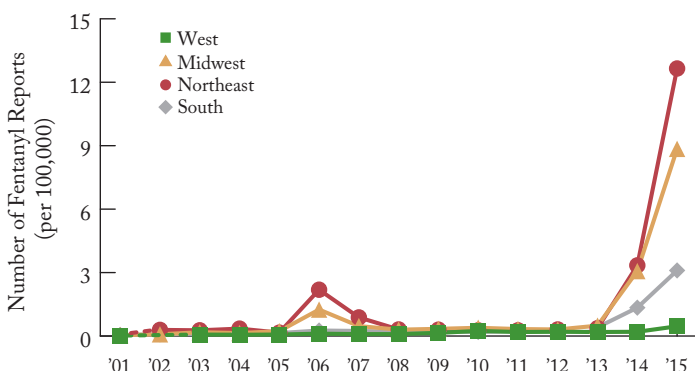 Number of Fentanyl Reports
(per 100,000)
15
12
9
6
3
0
West
Midwest
Northeast
South
'01 '02 '03 '04 '05 '06 '07 '08 '09 '10 '11 '12 '13 '14 '15